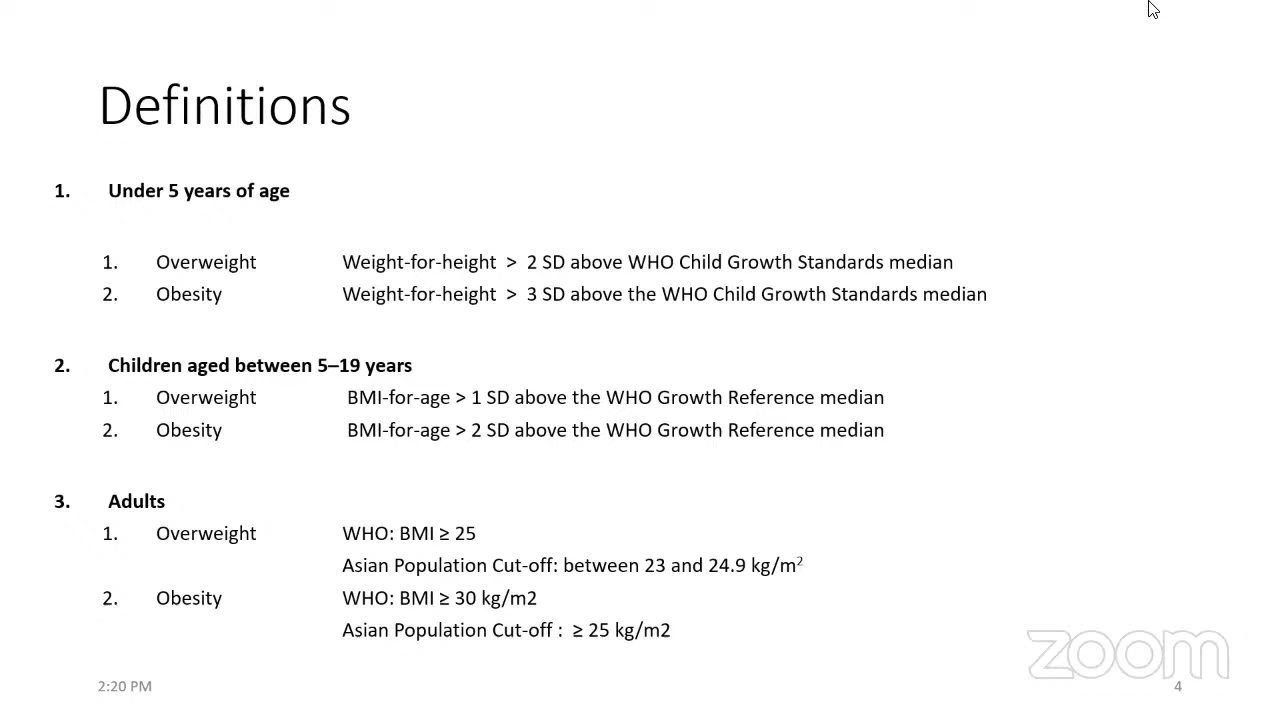 Definitions
1. Under 5 years of age
1. Overweight Weight-for-height > 2 SD above WHO Child Growth Standards median
2. Obesity Weight-for-height > 3 SD above the WHO Child Growth Standards median
2. Children aged between 5–19 years
1. Overweight BMI-for-age > 1 SD above the WHO Growth Reference median
2. Obesity BMI-for-age > 2 SD above the WHO Growth Reference median
3. Adults
1. Overweight WHO: BMI ≥ 25
Asian Population Cut-off: between 23 and 24.9 kg/m²
2. Obesity WHO: BMI ≥ 30 kg/m2
Asian Population Cut-off : ≥ 25 kg/m2
zoom
2:20 PM 4